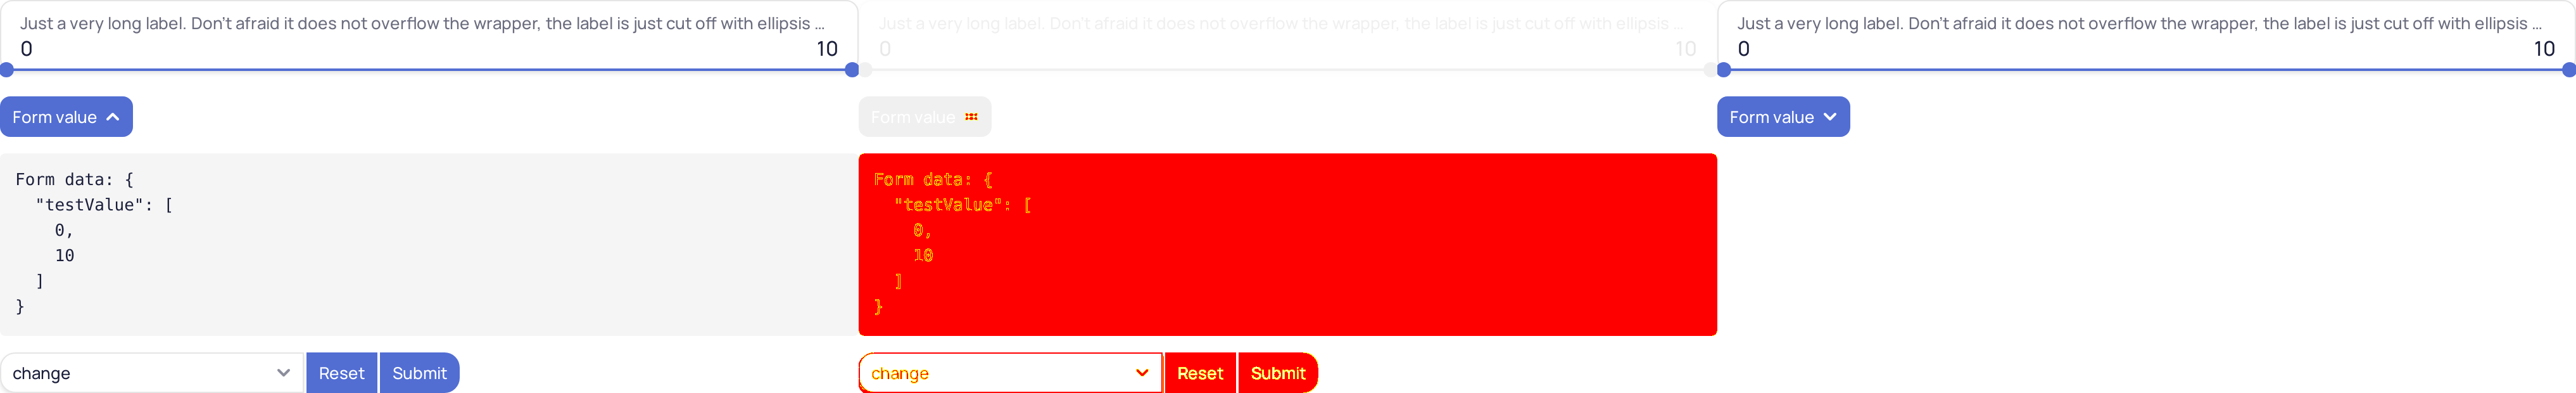 Just a very long label. Don't afraid it does not overflow the wrapper, the label is just cut off with ellipsis ...
0 10
Form value
Form data: {
  "testValue": [
    0,
    10
  ]
}
change
Reset
Submit
Just a very long label. Don't afraid it does not overflow the wrapper, the label is just cut off with ellipsis ...
0 10
Form value
Form data: {
  "testValue": [
    0,
    10
  ]
}
change
Reset
Submit
Just a very long label. Don't afraid it does not overflow the wrapper, the label is just cut off with ellipsis ...
0 10
Form value